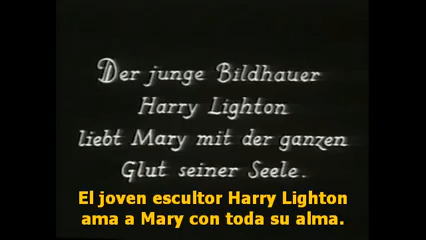 Der junge Bildhauer
Harry Lighton
liebt Mary mit der ganzen
Glut seiner Seele.
El joven escultor Harry Lighton
ama a Mary con toda su alma.